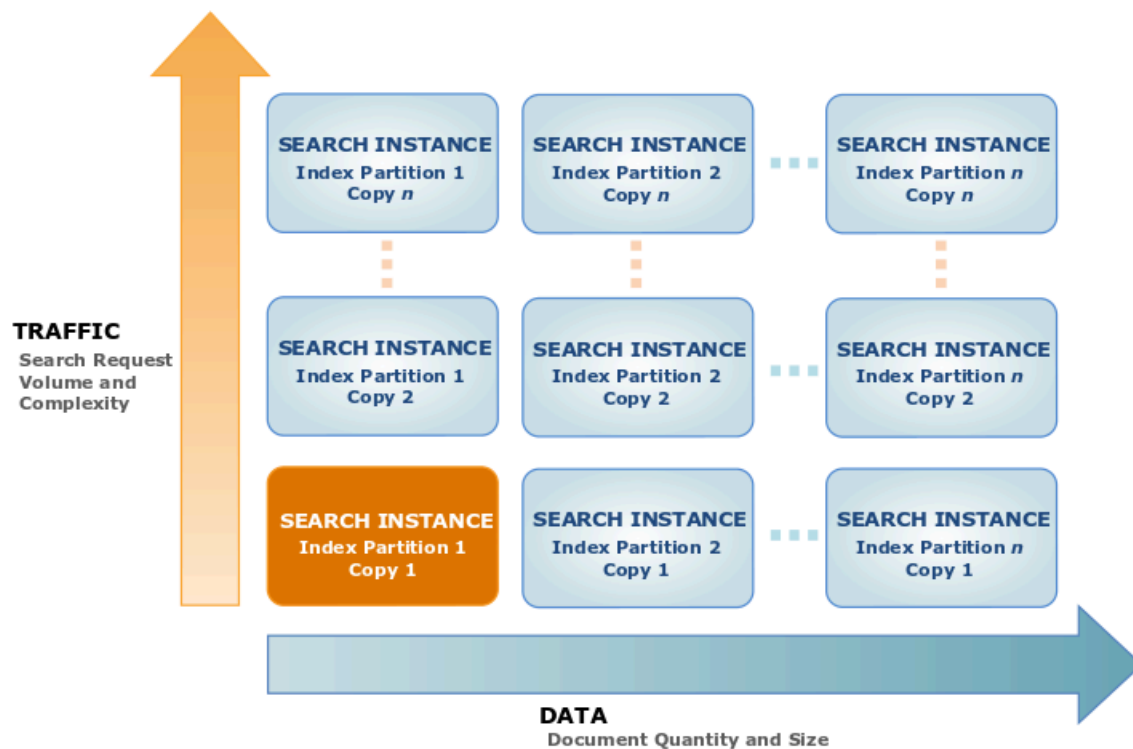 SEARCH INSTANCE
Index Partition 1
Copy n
SEARCH INSTANCE
Index Partition 2
Copy n
SEARCH INSTANCE
Index Partition n
Copy n
TRAFFIC
Search Request
Volume and
Complexity
SEARCH INSTANCE
Index Partition 1
Copy 2
SEARCH INSTANCE
Index Partition 2
Copy 2
SEARCH INSTANCE
Index Partition n
Copy 2
SEARCH INSTANCE
Index Partition 1
Copy 1
SEARCH INSTANCE
Index Partition 2
Copy 1
SEARCH INSTANCE
Index Partition n
Copy 1
DATA
Document Quantity and Size